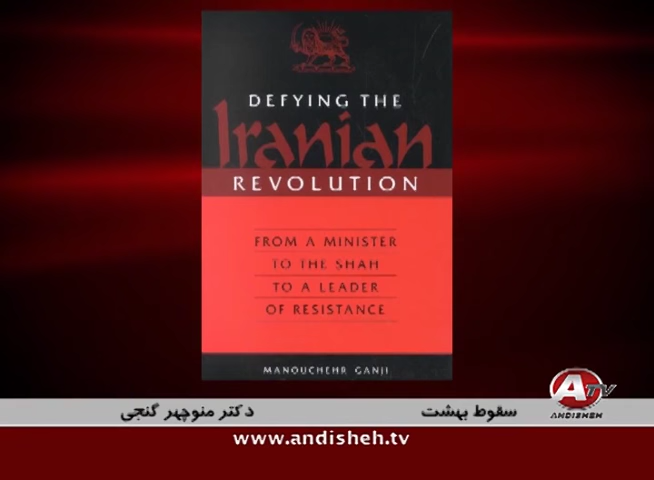 DEFYING THE
Iranian
REVOLUTION
FROM A MINISTER
TO THE SHAH
TO A LEADER
OF RESISTANCE
MANOUCHEHR GANJI
ATV
ANDISHEH
سقوط بهشت
دکتر منوچهر گنجی
www.andisheh.tv